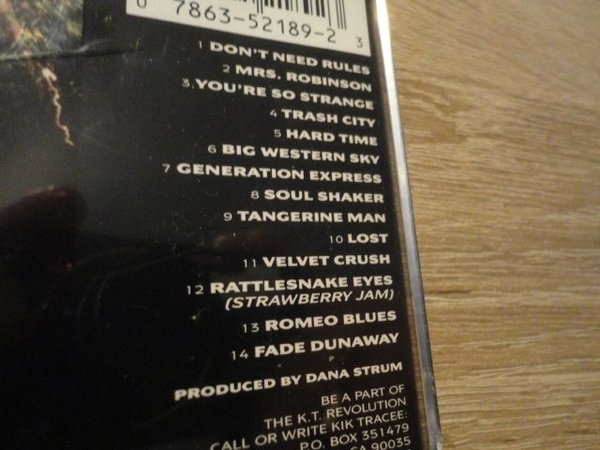 0 7863-52189-2 3
1 DON'T NEED RULES
2 MRS. ROBINSON
3.YOU'RE SO STRANGE
4 TRASH CITY
5 HARD TIME
6 BIG WESTERN SKY
7 GENERATION EXPRESS
8 SOUL SHAKER
9 TANGERINE MAN
10 LOST
11 VELVET CRUSH
12 RATTLESNAKE EYES
(STRAWBERRY JAM)
13 ROMEO BLUES
14 FADE DUNAWAY
PRODUCED BY DANA STRUM
BE A PART OF
THE K.T. REVOLUTION
CALL OR WRITE KIK TRACEE:
P.O. BOX 351479
CA 90035